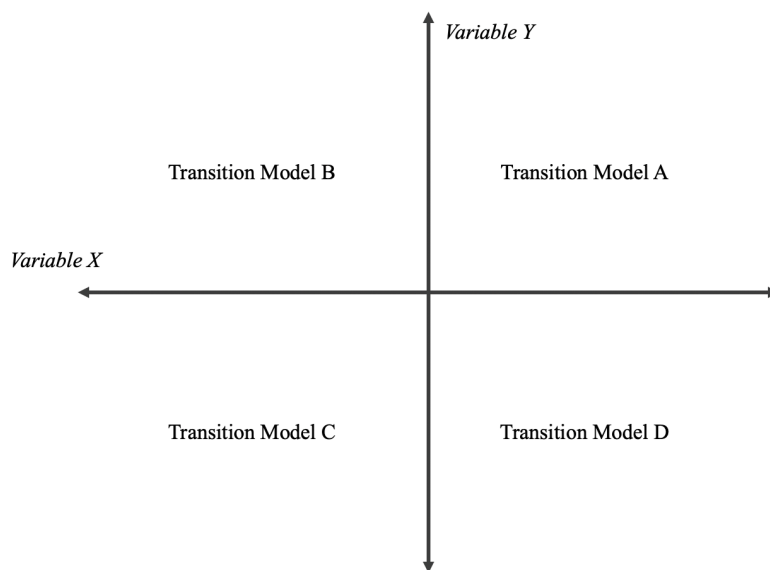 Variable Y
Transition Model B
Transition Model A
Variable X
Transition Model C
Transition Model D